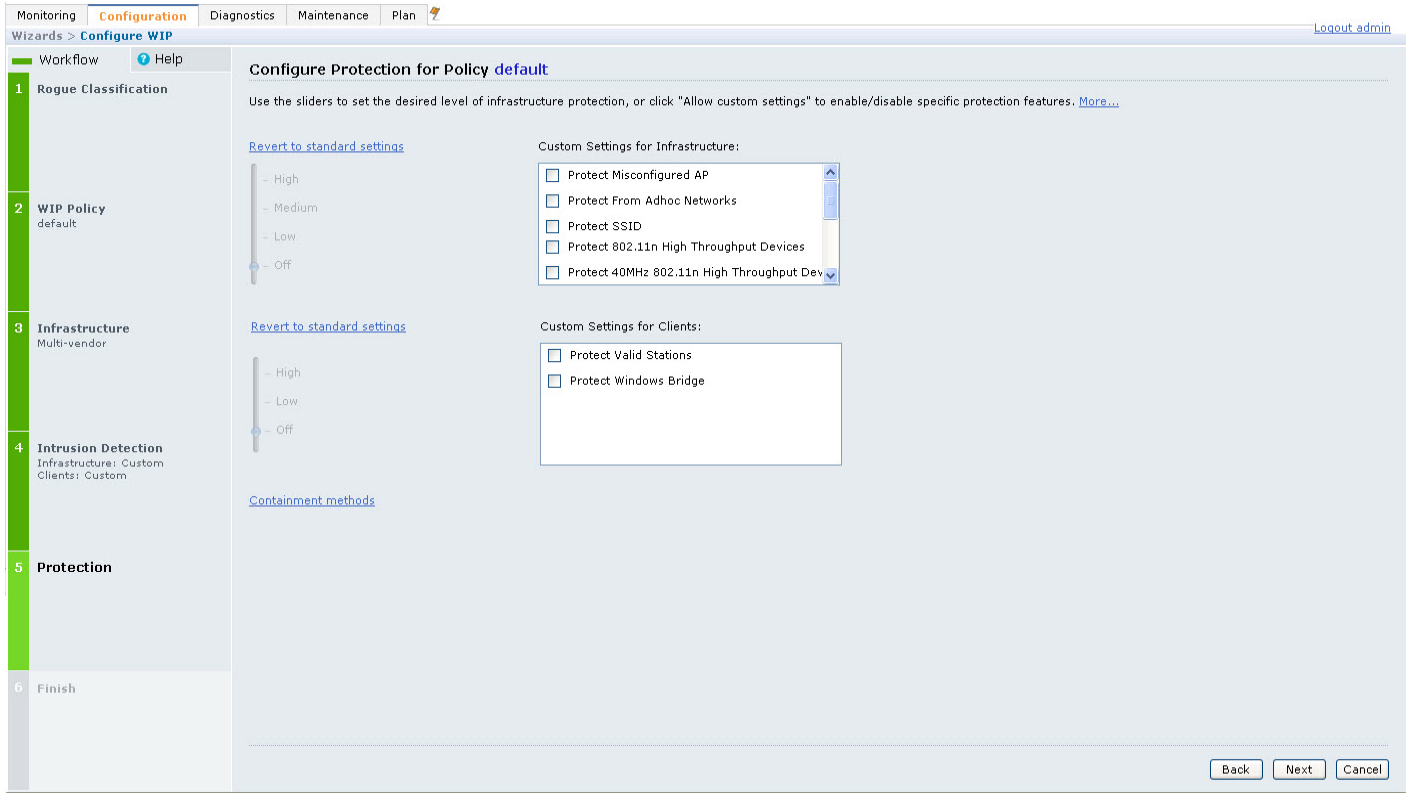 Monitoring Configuration Diagnostics Maintenance Plan
Logout admin
Wizards > Configure WIP
Workflow ? Help
1 Rogue Classification
2 WIP Policy
default
3 Infrastructure
Multi-vendor
4 Intrusion Detection
Infrastructure: Custom
Clients: Custom
5 Protection
6 Finish
Configure Protection for Policy default
Use the sliders to set the desired level of infrastructure protection, or click "Allow custom settings" to enable/disable specific protection features. More...
Revert to standard settings
– High
– Medium
– Low
– Off
Custom Settings for Infrastructure:
Protect Misconfigured AP
Protect From Adhoc Networks
Protect SSID
Protect 802.11n High Throughput Devices
Protect 40MHz 802.11n High Throughput Dev
Revert to standard settings
– High
– Low
– Off
Custom Settings for Clients:
Protect Valid Stations
Protect Windows Bridge
Containment methods
Back Next Cancel